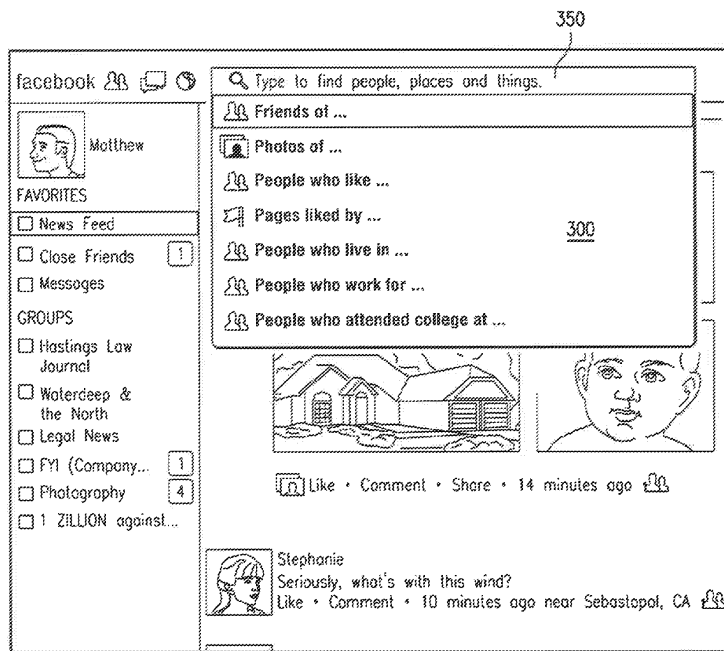 350
facebook
Type to find people, places and things.
Friends of ...
Photos of ...
People who like ...
Pages liked by ...
People who live in ...
People who work for ...
People who attended college at ...
300
Matthew
FAVORITES
News Feed
Close Friends 1
Messages
GROUPS
Hastings Law
Journal
Waterdeep &
the North
Legal News
FYI (Company... 1
Photography 4
1 ZILLION against...
Like • Comment • Share • 14 minutes ago
Stephanie
Seriously, what's with this wind?
Like • Comment • 10 minutes ago near Sebastopol, CA